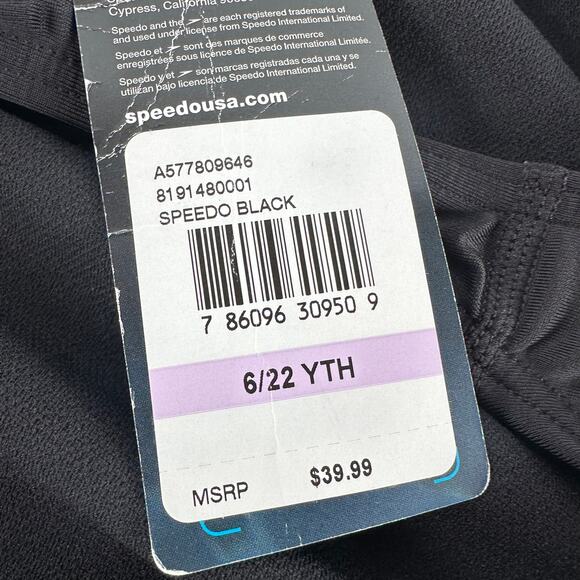 Cypress, California
Speedo and the are each registered trademarks of
and used under license from Speedo International Limited.
Speedo et sont des marques de commerce
enregistrées sous licence de Speedo International Limitée.
Speedo y et son marcas registradas cada una y se
utilizan bajo licencia de Speedo International Limited.
speedousa.com
A577809646
8191480001
SPEEDO BLACK
7 86096 30950 9
6/22 YTH
MSRP $39.99